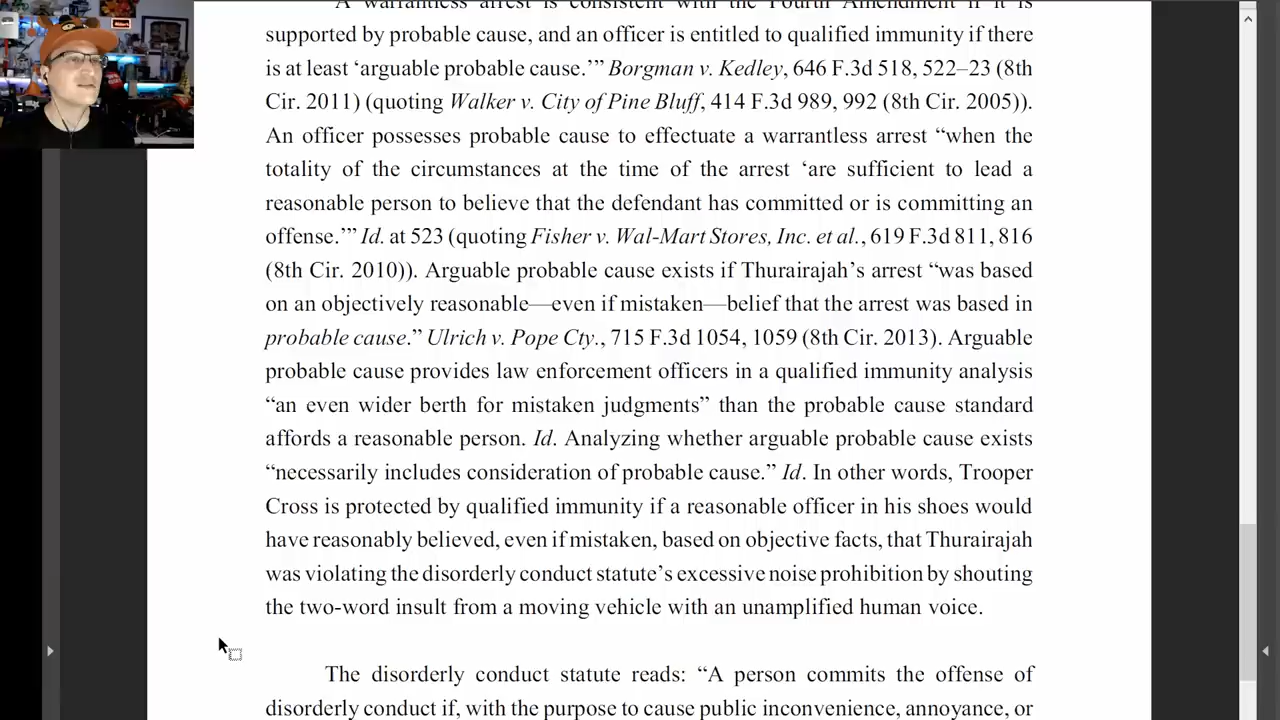 A warrantless arrest is consistent with the Fourth Amendment if it is
supported by probable cause, and an officer is entitled to qualified immunity if there
is at least ‘arguable probable cause.’” Borgman v. Kedley, 646 F.3d 518, 522–23 (8th
Cir. 2011) (quoting Walker v. City of Pine Bluff, 414 F.3d 989, 992 (8th Cir. 2005)).
An officer possesses probable cause to effectuate a warrantless arrest “when the
totality of the circumstances at the time of the arrest ‘are sufficient to lead a
reasonable person to believe that the defendant has committed or is committing an
offense.’” Id. at 523 (quoting Fisher v. Wal-Mart Stores, Inc. et al., 619 F.3d 811, 816
(8th Cir. 2010)). Arguable probable cause exists if Thurairajah’s arrest “was based
on an objectively reasonable—even if mistaken—belief that the arrest was based in
probable cause.” Ulrich v. Pope Cty., 715 F.3d 1054, 1059 (8th Cir. 2013). Arguable
probable cause provides law enforcement officers in a qualified immunity analysis
“an even wider berth for mistaken judgments” than the probable cause standard
affords a reasonable person. Id. Analyzing whether arguable probable cause exists
“necessarily includes consideration of probable cause.” Id. In other words, Trooper
Cross is protected by qualified immunity if a reasonable officer in his shoes would
have reasonably believed, even if mistaken, based on objective facts, that Thurairajah
was violating the disorderly conduct statute’s excessive noise prohibition by shouting
the two-word insult from a moving vehicle with an unamplified human voice.
The disorderly conduct statute reads: “A person commits the offense of
disorderly conduct if, with the purpose to cause public inconvenience, annoyance, or